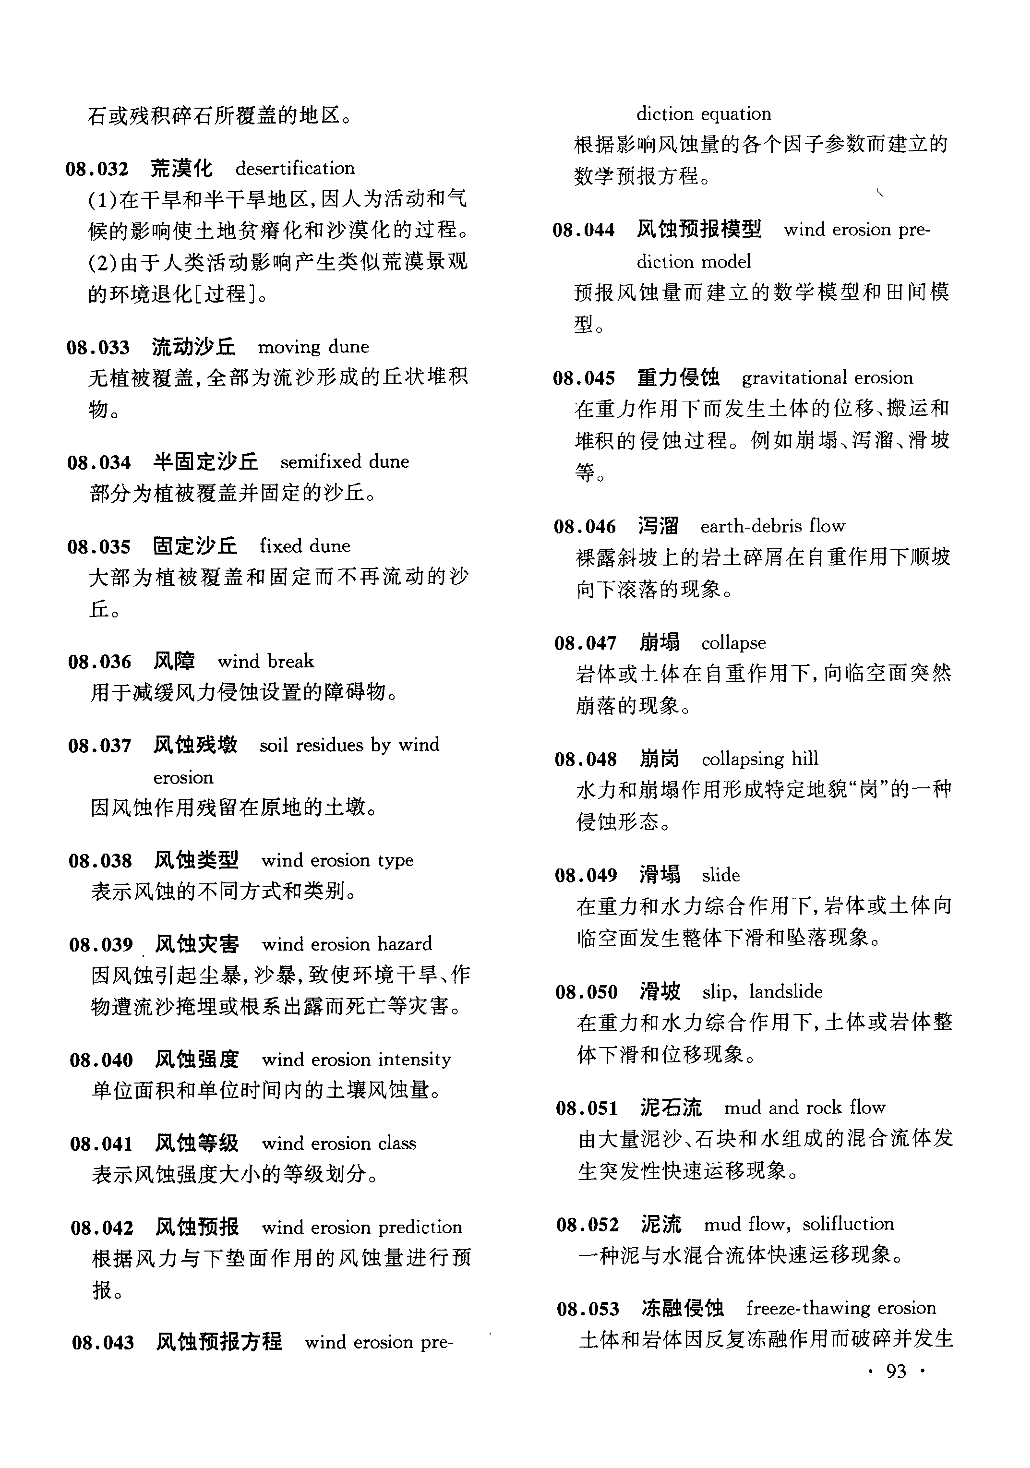 石或残积碎石所覆盖的地区。
08.032 荒漠化 desertification
(1)在干旱和半干旱地区,因人为活动和气
候的影响使土地贫瘠化和沙漠化的过程。
(2)由于人类活动影响产生类似荒漠景观
的环境退化[过程]。
08.033 流动沙丘 moving dune
无植被覆盖,全部为流沙形成的丘状堆积
物。
08.034 半固定沙丘 semifixed dune
部分为植被覆盖并固定的沙丘。
08.035 固定沙丘 fixed dune
大部为植被覆盖和固定而不再流动的沙
丘。
08.036 风障 wind break
用于减缓风力侵蚀设置的障碍物。
08.037 风蚀残墩 soil residues by wind
erosion
因风蚀作用残留在原地的土墩。
08.038 风蚀类型 wind erosion type
表示风蚀的不同方式和类别。
08.039 风蚀灾害 wind erosion hazard
因风蚀引起尘暴,沙暴,致使环境干旱、作
物遭流沙掩埋或根系出露而死亡等灾害。
08.040 风蚀强度 wind erosion intensity
单位面积和单位时间内的土壤风蚀量。
08.041 风蚀等级 wind erosion class
表示风蚀强度大小的等级划分。
08.042 风蚀预报 wind erosion prediction
根据风力与下垫面作用的风蚀量进行预
报。
08.043 风蚀预报方程 wind erosion pre-
diction equation
根据影响风蚀量的各个因子参数而建立的
数学预报方程。
08.044 风蚀预报模型 wind erosion pre-
diction model
预报风蚀量而建立的数学模型和田间模
型。
08.045 重力侵蚀 gravitational erosion
在重力作用下而发生土体的位移、搬运和
堆积的侵蚀过程。例如崩塌、泻溜、滑坡
等。
08.046 泻溜 earth-debris flow
裸露斜坡上的岩土碎屑在自重作用下顺坡
向下滚落的现象。
08.047 崩塌 collapse
岩体或土体在自重作用下,向临空面突然
崩落的现象。
08.048 崩岗 collapsing hill
水力和崩塌作用形成特定地貌“岗”的一种
侵蚀形态。
08.049 滑塌 slide
在重力和水力综合作用下,岩体或土体向
临空面发生整体下滑和坠落现象。
08.050 滑坡 slip, landslide
在重力和水力综合作用下,土体或岩体整
体下滑和位移现象。
08.051 泥石流 mud and rock flow
由大量泥沙、石块和水组成的混合流体发
生突发性快速运移现象。
08.052 泥流 mud flow, solifluction
一种泥与水混合流体快速运移现象。
08.053 冻融侵蚀 freeze-thawing erosion
土体和岩体因反复冻融作用而破碎并发生
· 93 ·